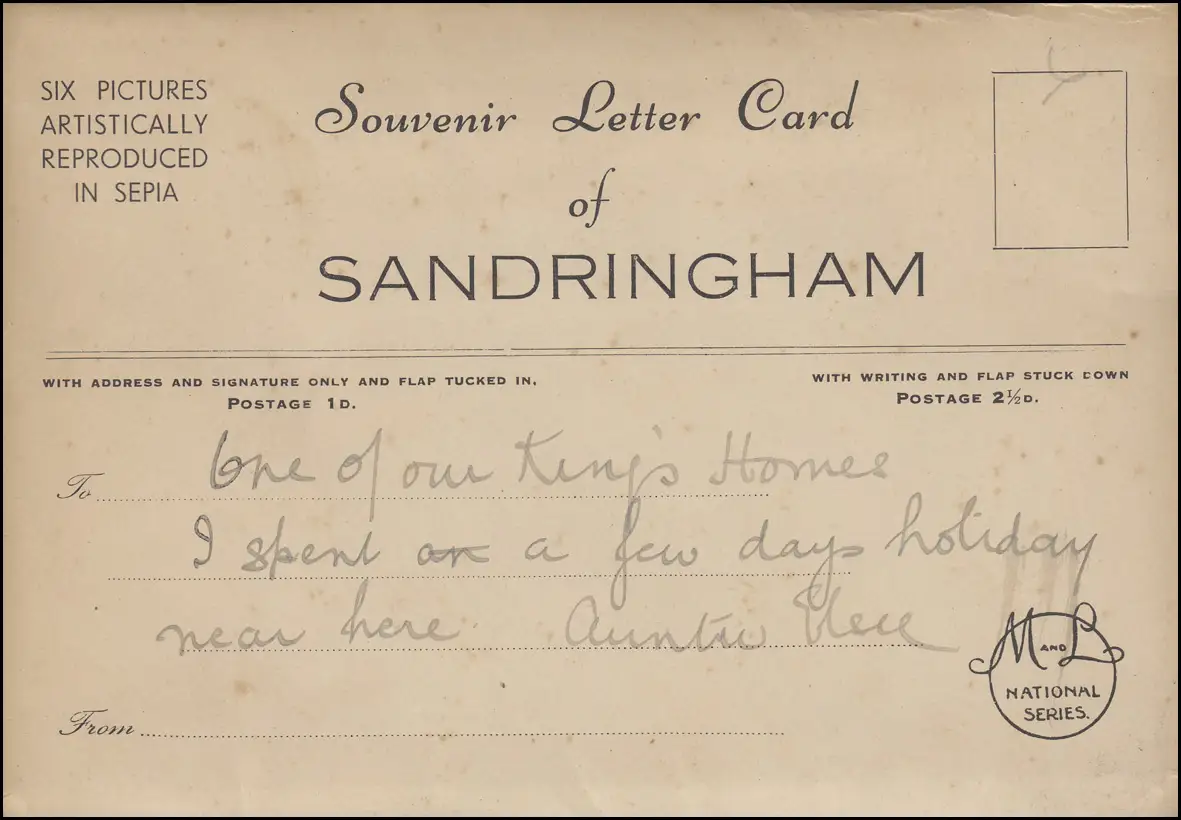 SIX PICTURES
ARTISTICALLY
REPRODUCED
IN SEPIA
Souvenir Letter Card
of
SANDRINGHAM
WITH ADDRESS AND SIGNATURE ONLY AND FLAP TUCKED IN.
POSTAGE 1D.
WITH WRITING AND FLAP STUCK DOWN
POSTAGE 2½D.
To One of our King's Homes
I spent on a few days holiday
near here. Auntie
From
M AND L
NATIONAL
SERIES.